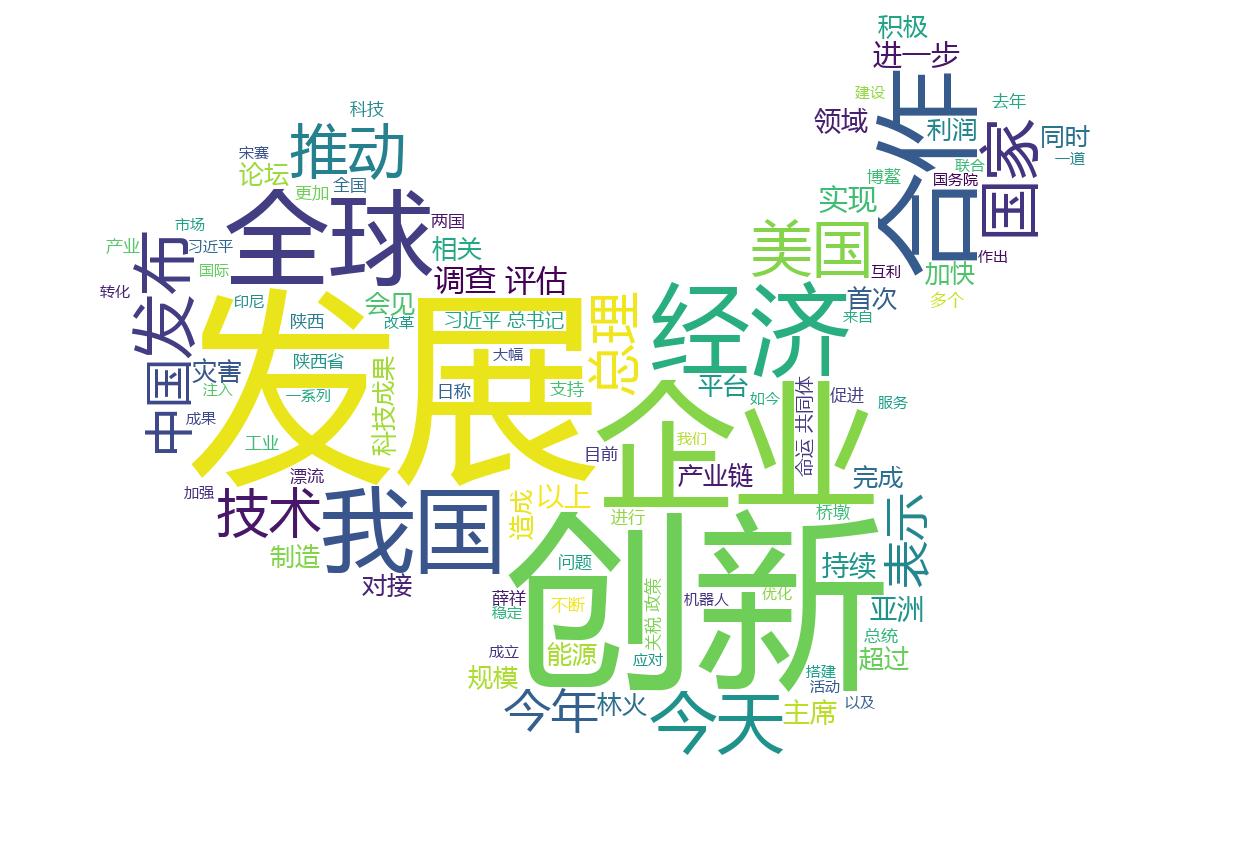 积极
进一步
建设
去年
科技
领域
合作
利润
国家
同时
一道
推动
宋赛
论坛
全国
更加
联合
博鳌
国务院
实现
全球
两国
市场
习近平
产业
相关
美国
作出
国际
互利
加快
发布
调查 评估
转化
印尼
会见
首次
多个
总理
经济
来自
陕西
改革
习近平 总书记
发展
大幅
陕西省
灾害
中国
注入
一系列
科技成果
日称
支持
平台
如今
命运 共同体
促进
服务
成果
工业
目前
我们
企业
漂流
产业链
完成
加强
技术
我国
造成
以上
进行
桥墩
表示
制造
对接
创新
问题
持续
薛祥
稳定
不断
关税 政策
机器人
优化
亚洲
总统
成立
能源
应对
超过
规模
搭建
活动
今年
林火
今天
主席
以及